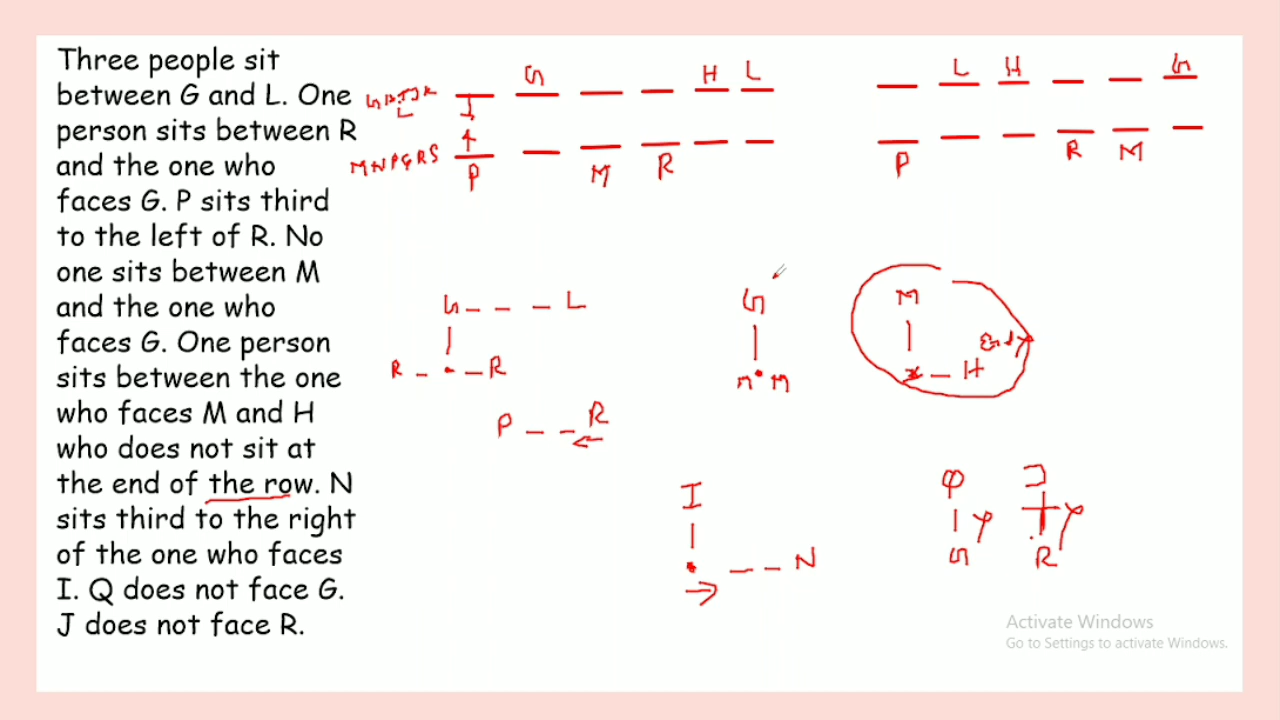 Three people sit
between G and L. One
person sits between R
and the one who
faces G. P sits third
to the left of R. No
one sits between M
and the one who
faces G. One person
sits between the one
who faces M and H
who does not sit at
the end of the row. N
sits third to the right
of the one who faces
I. Q does not face G.
J does not face R.
G H L
L H G
MNPQRS
P M R
P R M
G - - - L
R - . - R
P - - R
G
M . M
M
- H
I
- - N
Q J
G R
Activate Windows
Go to Settings to activate Windows.